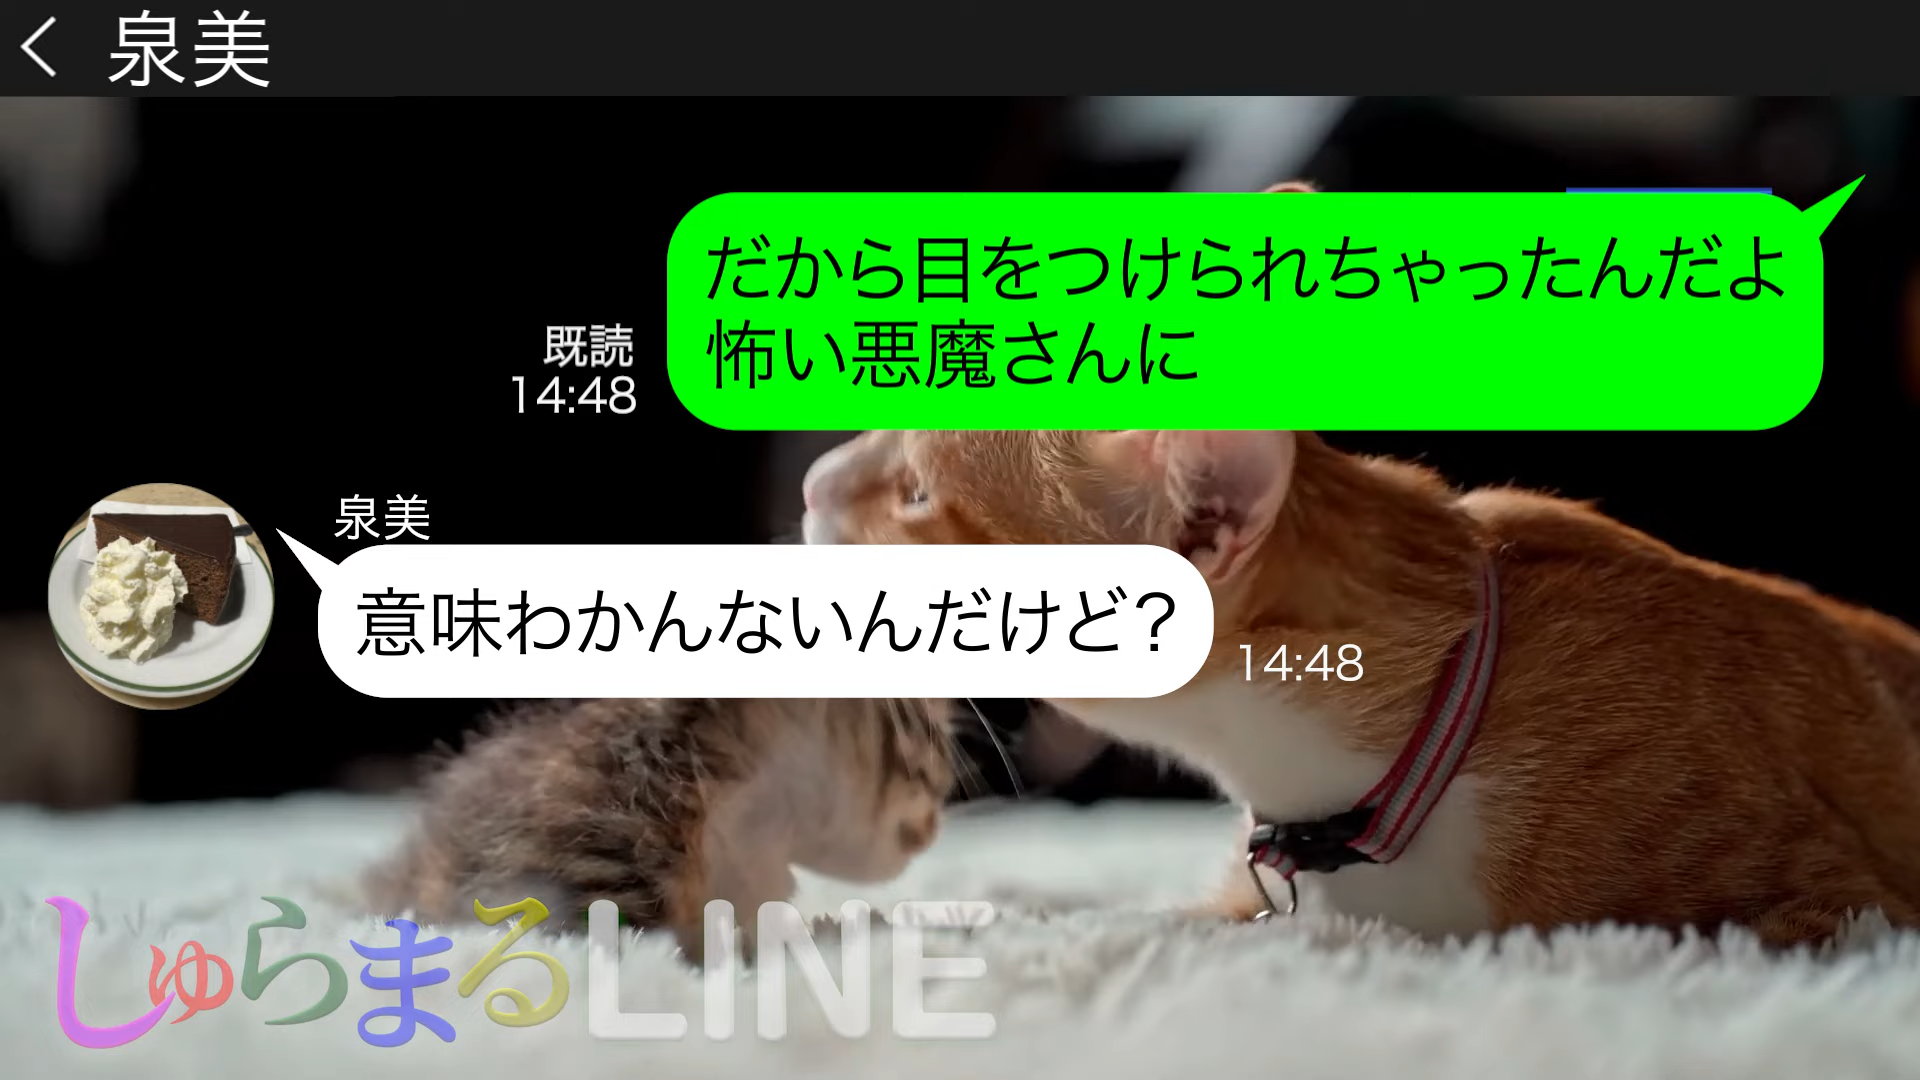 泉美
だから目をつけられちゃったんだよ
怖い悪魔さんに
既読
14:48
泉美
意味わかんないんだけど?
14:48
しゅらまるLINE